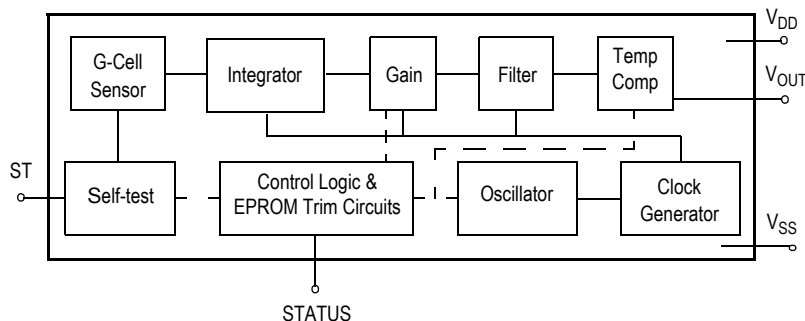 V_DD
G-Cell
Sensor
Integrator
Gain
Filter
Temp
Comp
V_OUT
ST
Self-test
Control Logic &
EPROM Trim Circuits
Oscillator
Clock
Generator
V_SS
STATUS